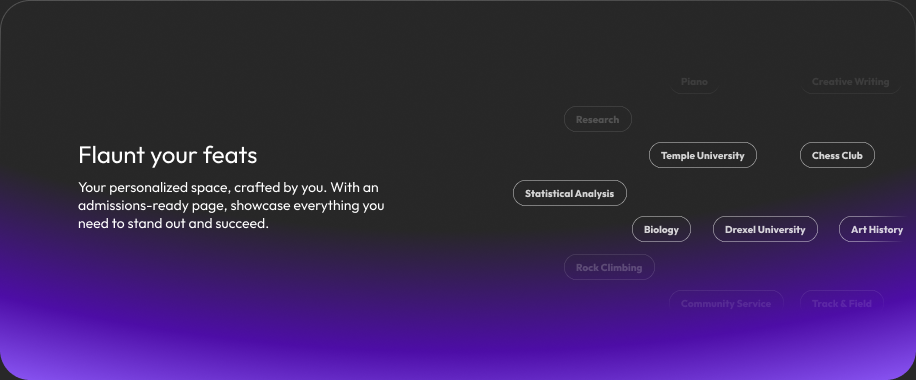 Flaunt your feats
Your personalized space, crafted by you. With an
admissions-ready page, showcase everything you
need to stand out and succeed.
Piano
Creative Writing
Research
Temple University
Chess Club
Statistical Analysis
Biology
Drexel University
Art History
Rock Climbing
Community Service
Track & Field